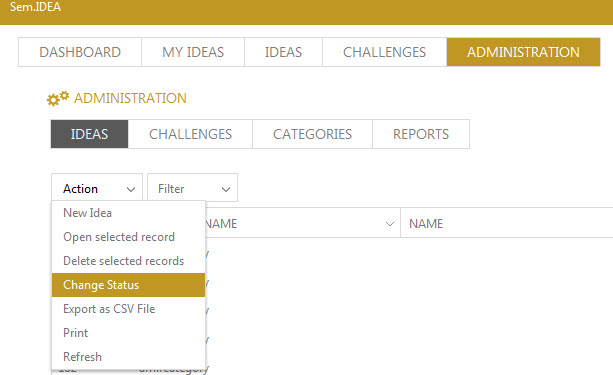 Sem.IDEA
DASHBOARD MY IDEAS IDEAS CHALLENGES ADMINISTRATION
ADMINISTRATION
IDEAS CHALLENGES CATEGORIES REPORTS
Action Filter
New Idea
NAME NAME
Open selected record
Delete selected records
Change Status
Export as CSV File
Print
Refresh